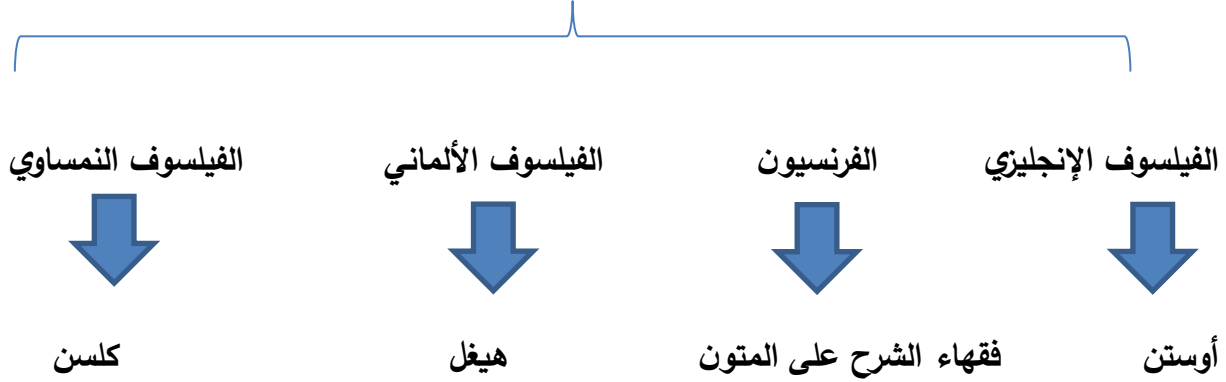 الفيلسوف الإنجليزي الفرنسيون الفيلسوف الألماني الفيلسوف النمساوي
أوستن فقهاء الشرح على المتون هيغل كلسن